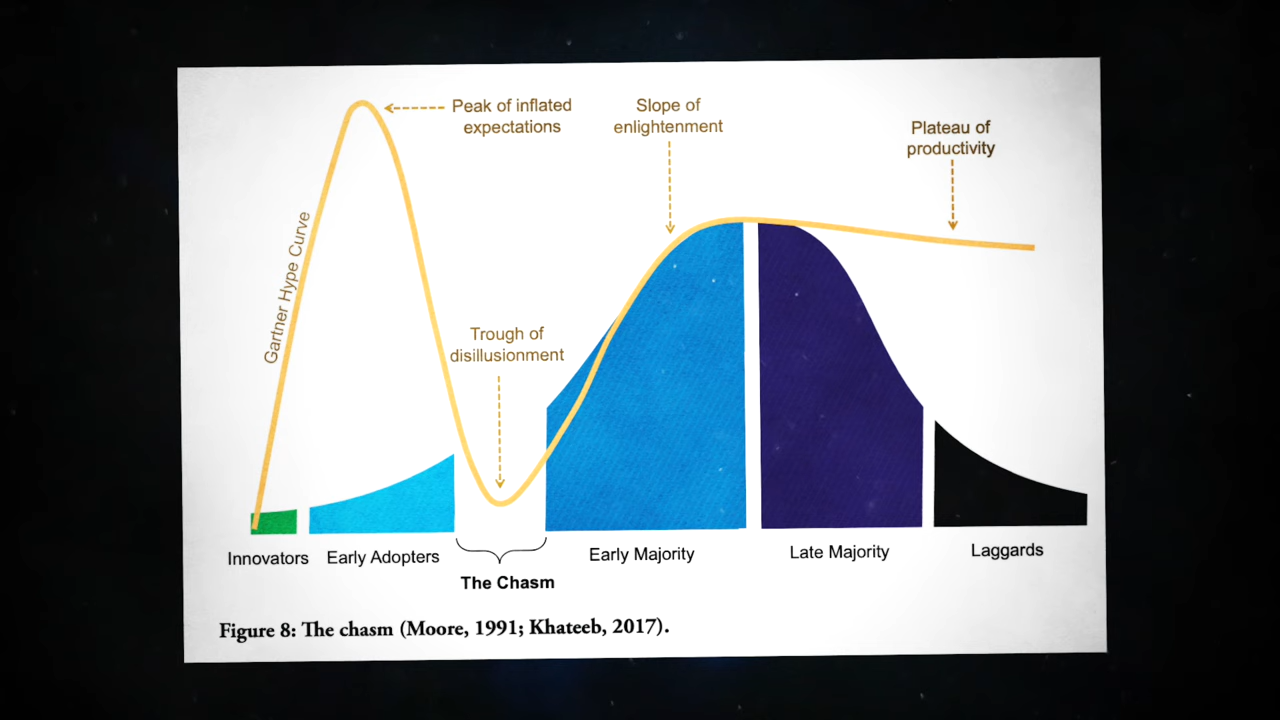 Peak of inflated
expectations
Slope of
enlightenment
Plateau of
productivity
Gartner Hype Curve
Trough of
disillusionment
Innovators
Early Adopters
The Chasm
Early Majority
Late Majority
Laggards
Figure 8: The chasm (Moore, 1991; Khateeb, 2017).